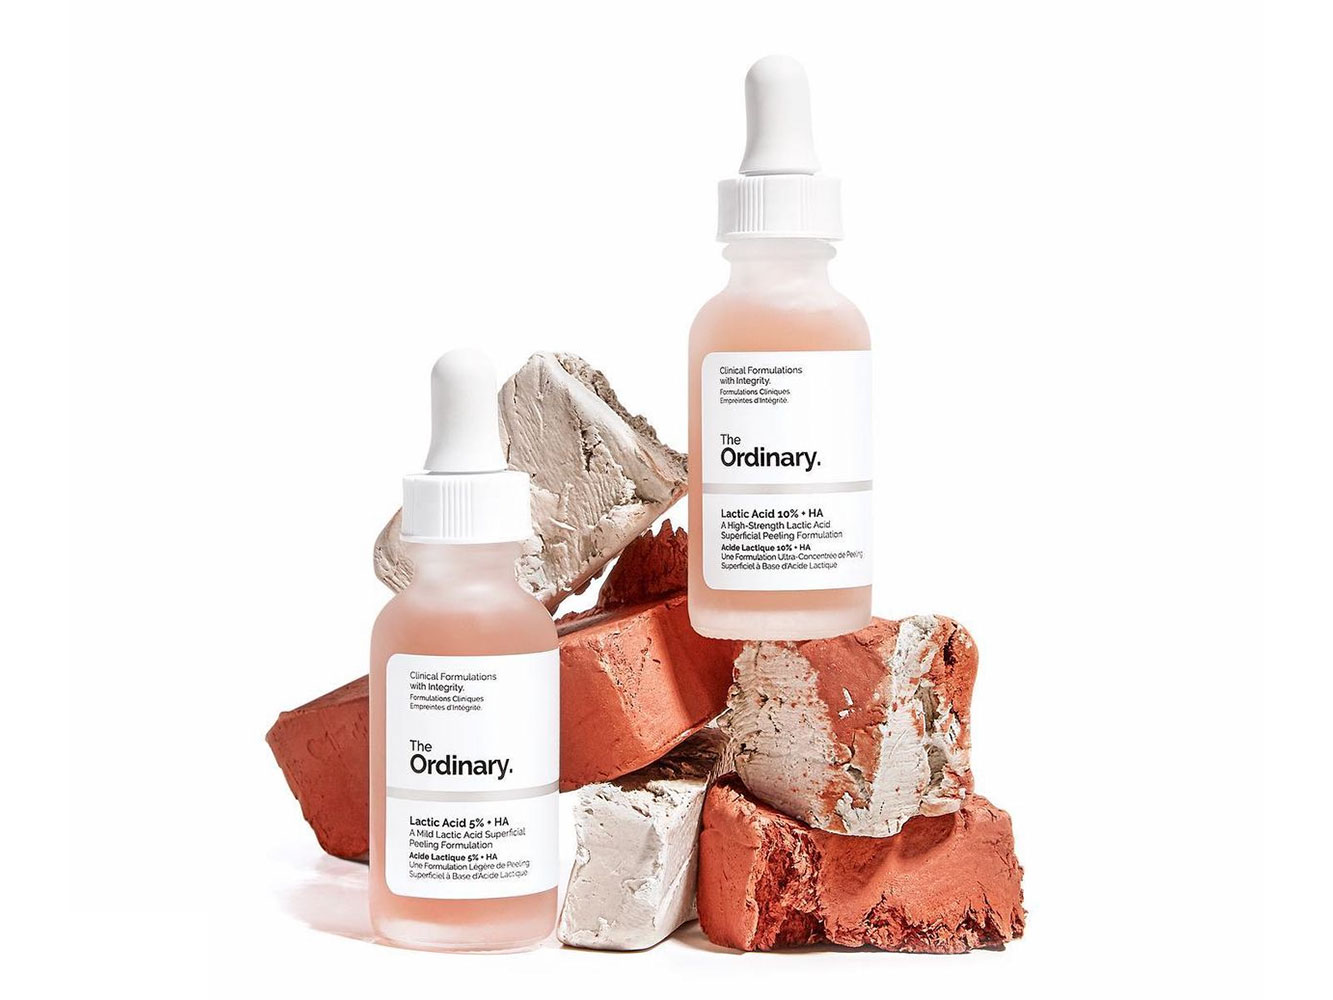 Clinical Formulations
with Integrity.
Formulations Cliniques
Empreintes d'Intégrité.
The
Ordinary.
Lactic Acid 5% + HA
A Mild Lactic Acid Superficial
Peeling Formulation
Acide Lactique 5% + HA
Une Formulation Légère de Peeling
Superficiel à Base d'Acide Lactique
Clinical Formulations
with Integrity.
Formulations Cliniques
Empreintes d'Intégrité.
The
Ordinary.
Lactic Acid 10% + HA
A High-Strength Lactic Acid
Superficial Peeling Formulation
Acide Lactique 10% + HA
Une Formulation Ultra-Concentrée de Peeling
Superficiel à Base d'Acide Lactique